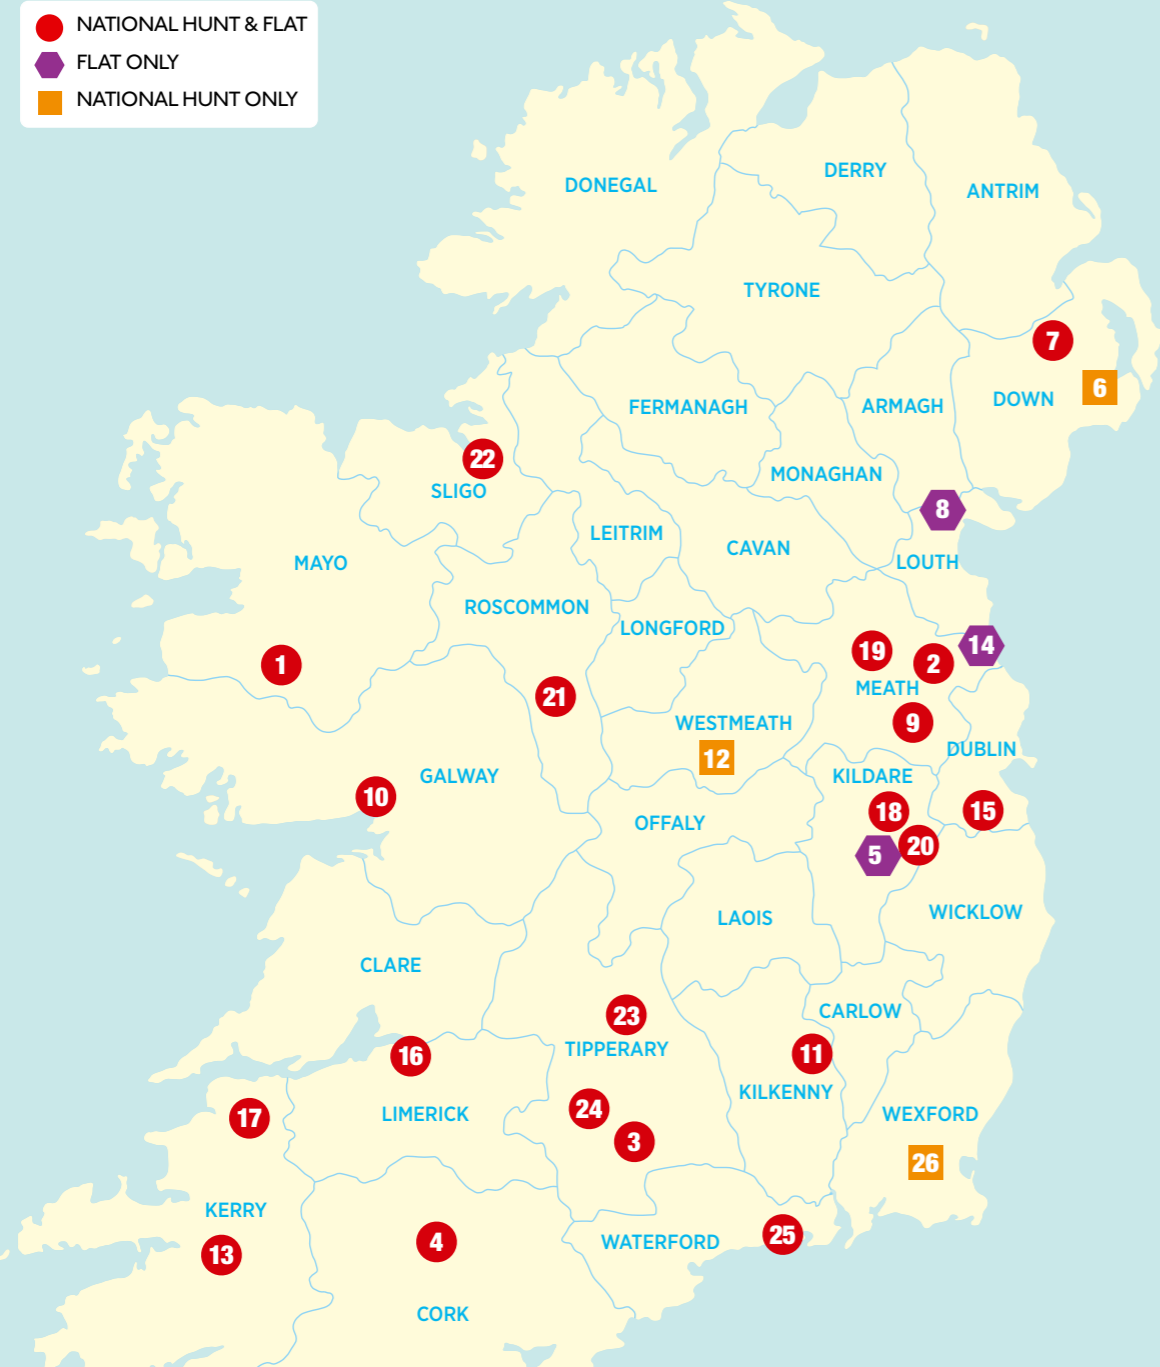 NATIONAL HUNT & FLAT
FLAT ONLY
NATIONAL HUNT ONLY
DERRY
DONEGAL
ANTRIM
TYRONE
7
6
DOWN
FERMANAGH
ARMAGH
22
MONAGHAN
SLIGO
8
LEITRIM
CAVAN
MAYO
LOUTH
ROSCOMMON
LONGFORD
14
19
2
1
MEATH
21
9
WESTMEATH
DUBLIN
12
GALWAY
KILDARE
10
18
15
OFFALY
20
5
LAOIS
WICKLOW
CLARE
CARLOW
23
TIPPERARY
11
16
KILKENNY
24
LIMERICK
WEXFORD
17
3
26
KERRY
25
4
WATERFORD
13
CORK